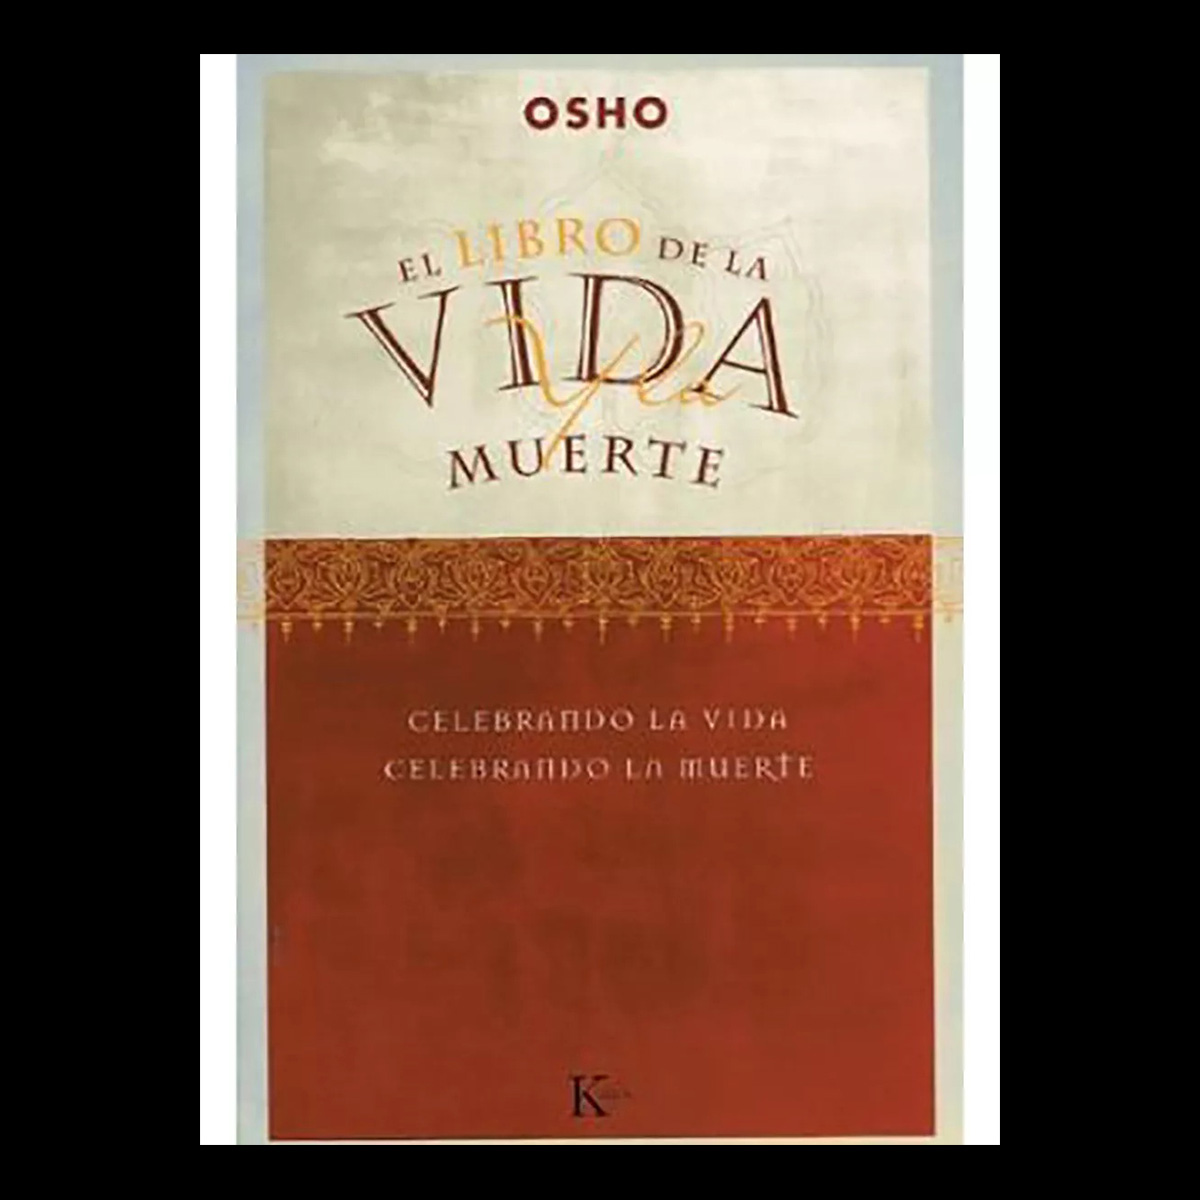 OSHO
EL LIBRO DE LA
VIDA
y la
MUERTE
CELEBRANDO LA VIDA
CELEBRANDO LA MUERTE
K